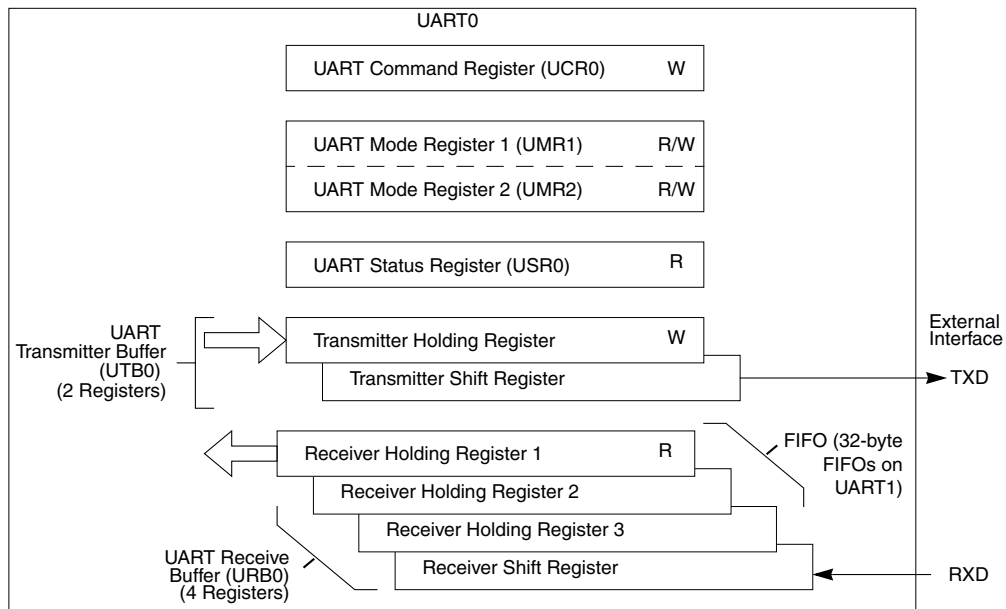 UART0
UART Command Register (UCR0) W
UART Mode Register 1 (UMR1) R/W
UART Mode Register 2 (UMR2) R/W
UART Status Register (USR0) R
UART
Transmitter Buffer
(UTB0)
(2 Registers)
Transmitter Holding Register W
Transmitter Shift Register
External
Interface
TXD
Receiver Holding Register 1 R
Receiver Holding Register 2
Receiver Holding Register 3
Receiver Shift Register
FIFO (32-byte
FIFOs on
UART1)
UART Receive
Buffer (URB0)
(4 Registers)
RXD